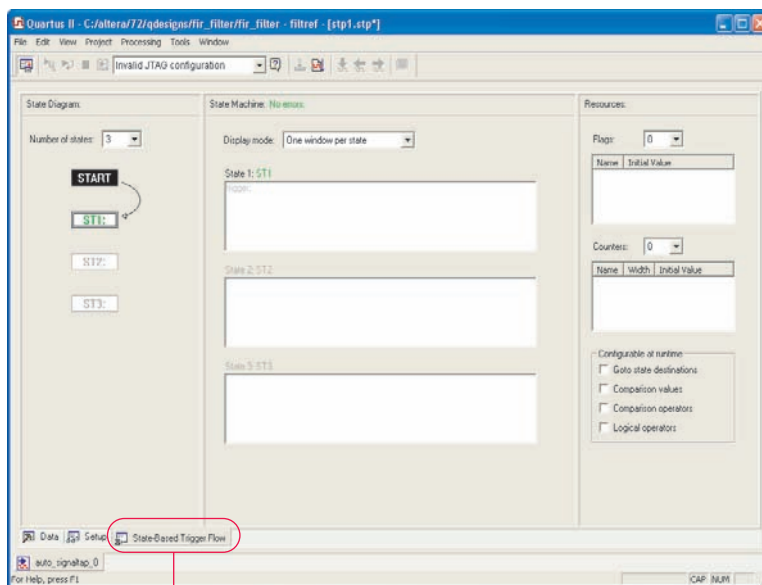 Quartus II - C:/altera/72/qdesigns/fir_filter/fir_filter - filtref - [stp1.stp*]
File Edit View Project Processing Tools Window
Invalid JTAG configuration
State Diagram:
Number of states: 3
START
ST1:
ST2:
ST3:
State Machine: No errors.
Display mode: One window per state
State 1: ST1
trigger;
State 2: ST2
State 3: ST3
Resources:
Flags: 0
Name Initial Value
Counters: 0
Name Width Initial Value
Configurable at runtime
Goto state destinations
Comparison values
Comparison operators
Logical operators
Data Setup State-Based Trigger Flow
auto_signaltap_0
For Help, press F1
CAP NUM